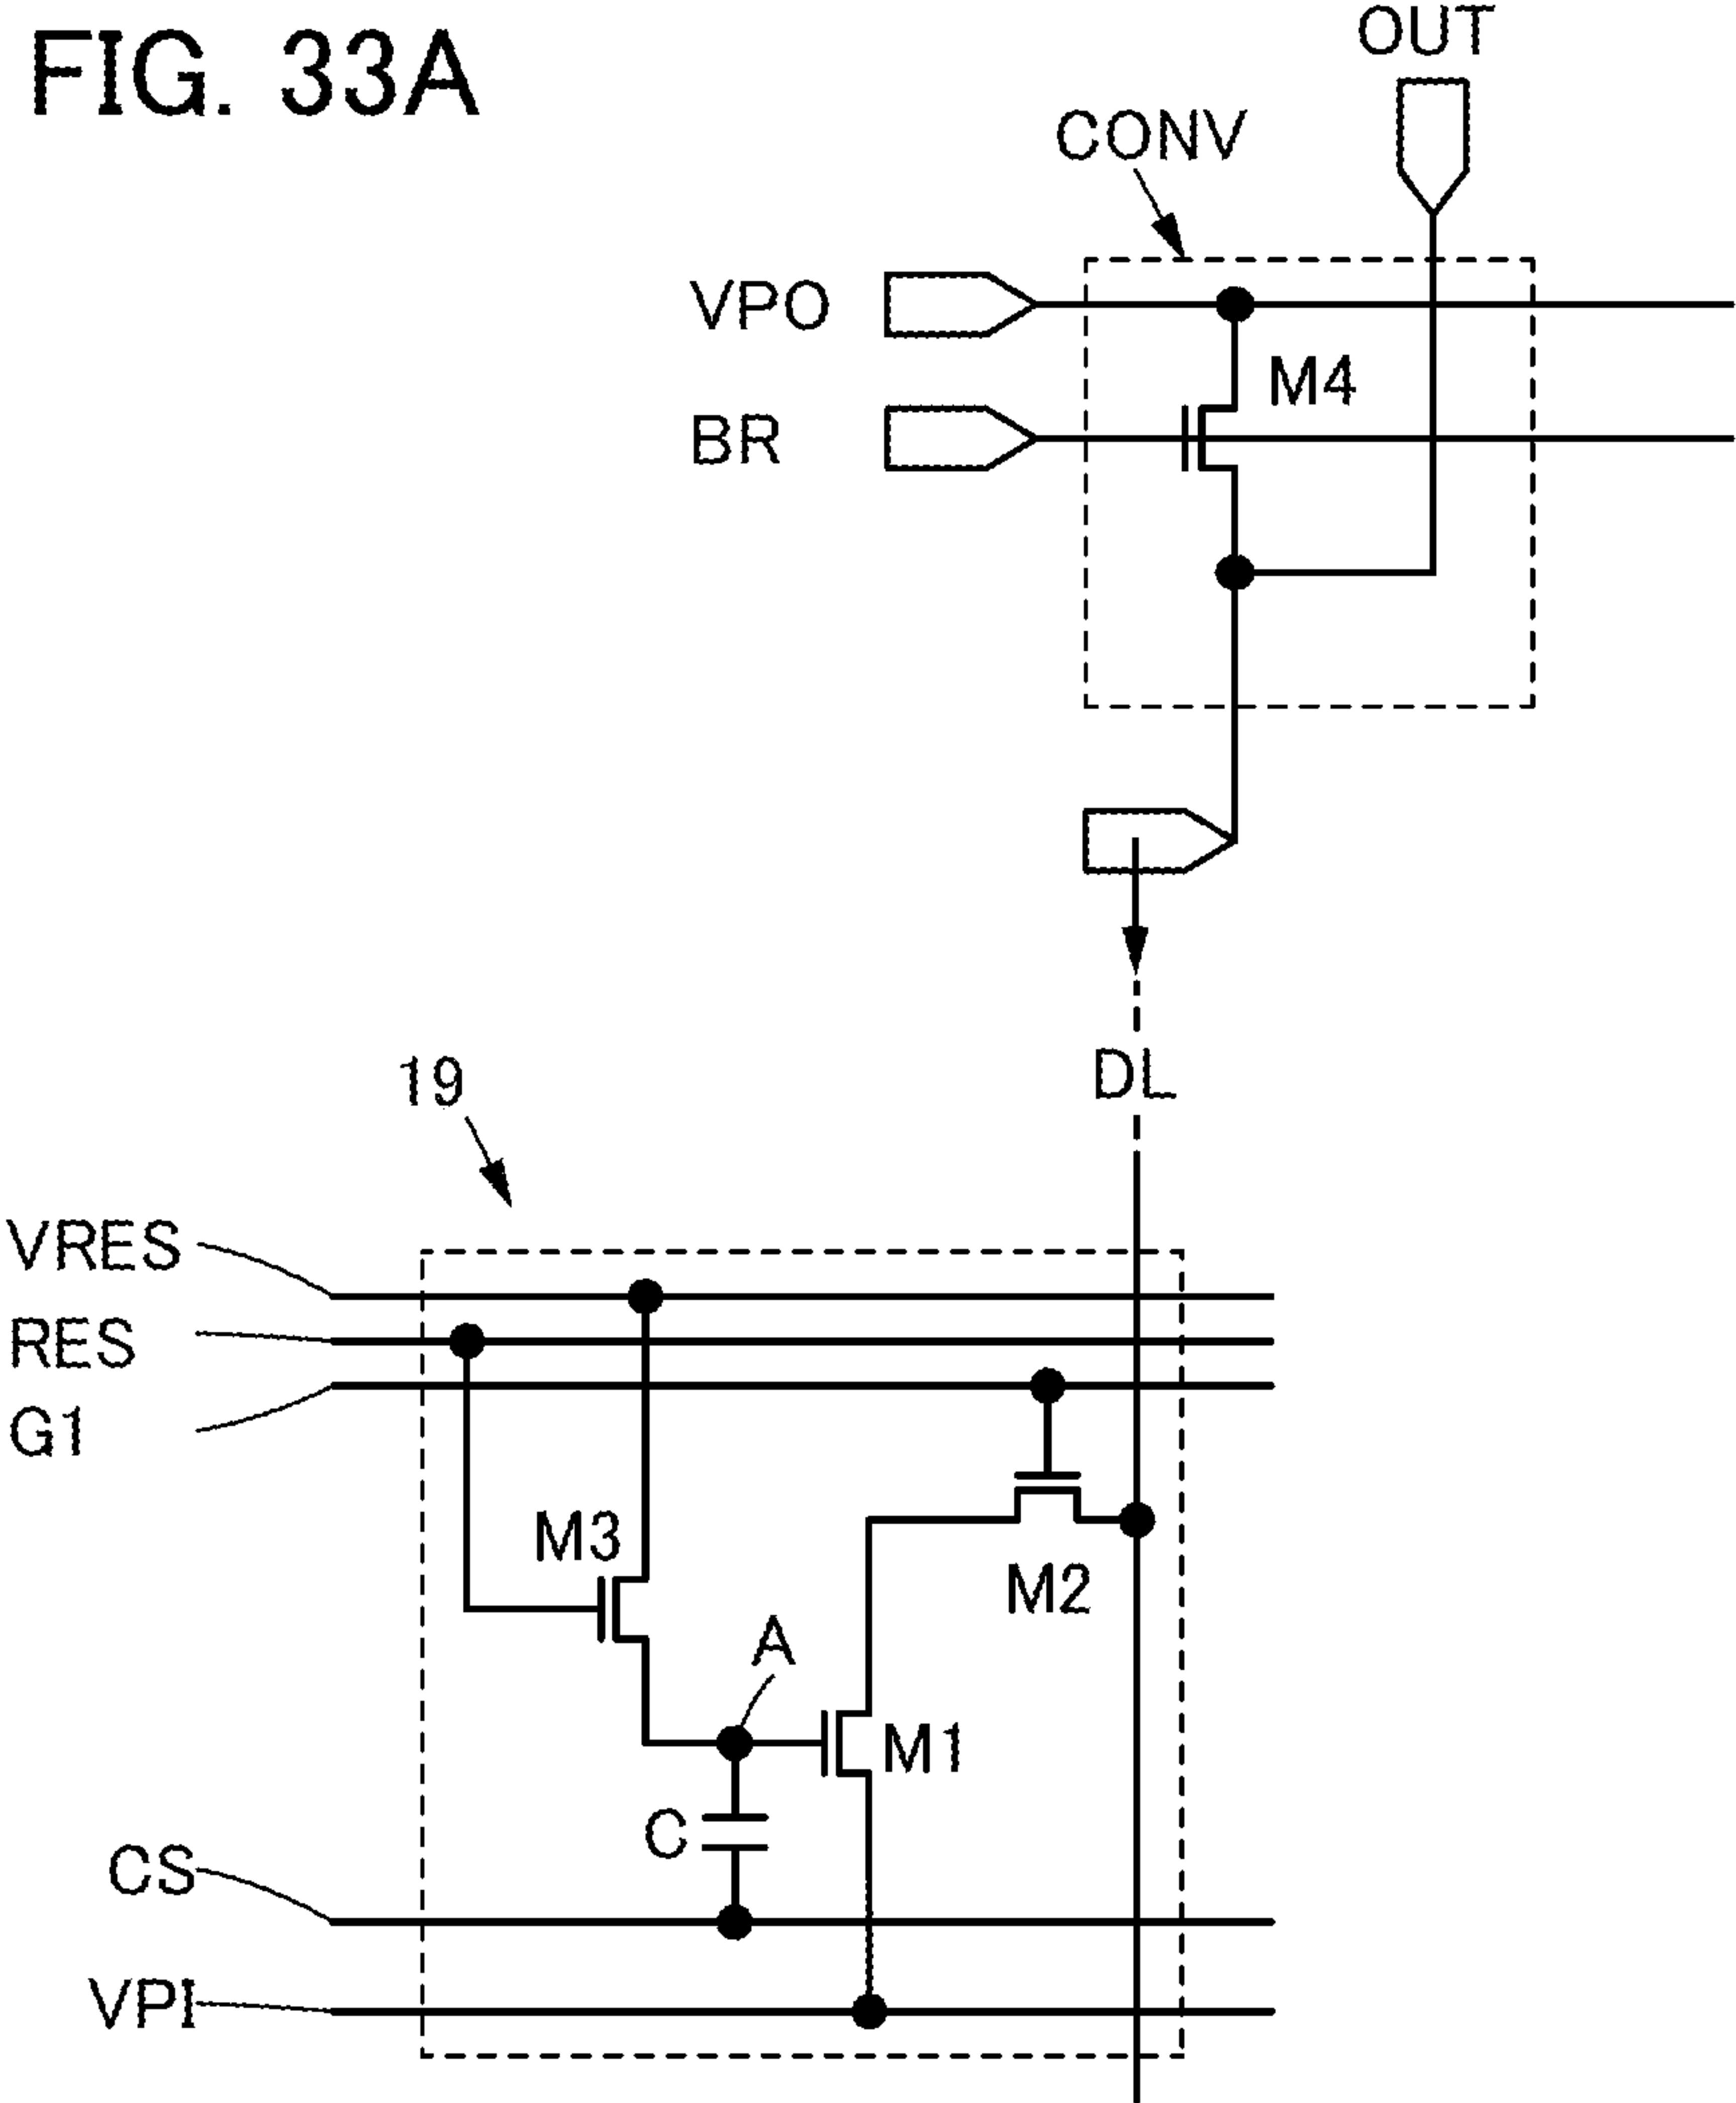 FIG. 33A
OUT
CONV
VPO
M4
BR
DL
19
VRES
RES
G1
M3
M2
A
M1
C
CS
VPI